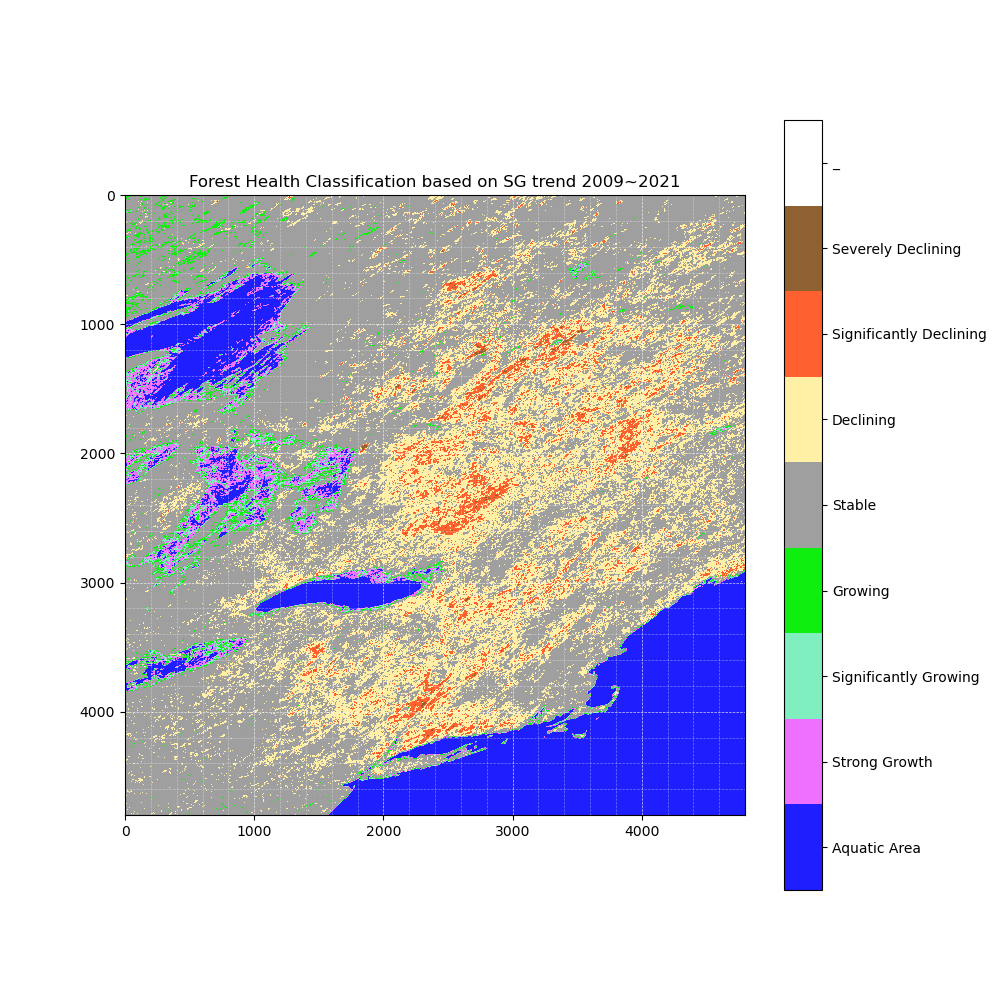 Forest Health Classification based on SG trend 2009~2021
0
1000
2000
3000
4000
0
1000
2000
3000
4000
_
Severely Declining
Significantly Declining
Declining
Stable
Growing
Significantly Growing
Strong Growth
Aquatic Area